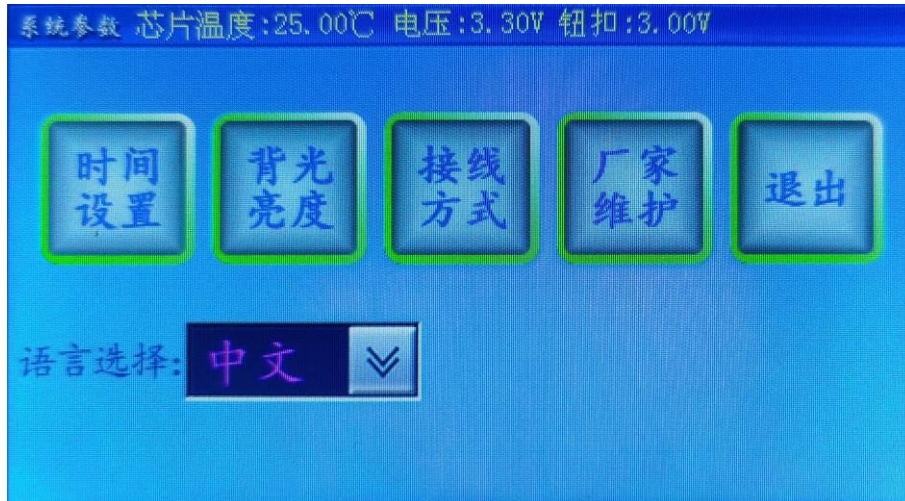 系统参数 芯片温度:25.00℃ 电压:3.30V 钮扣:3.00V
时间
设置
背光
亮度
接线
方式
厂家
维护
退出
语言选择: 中文